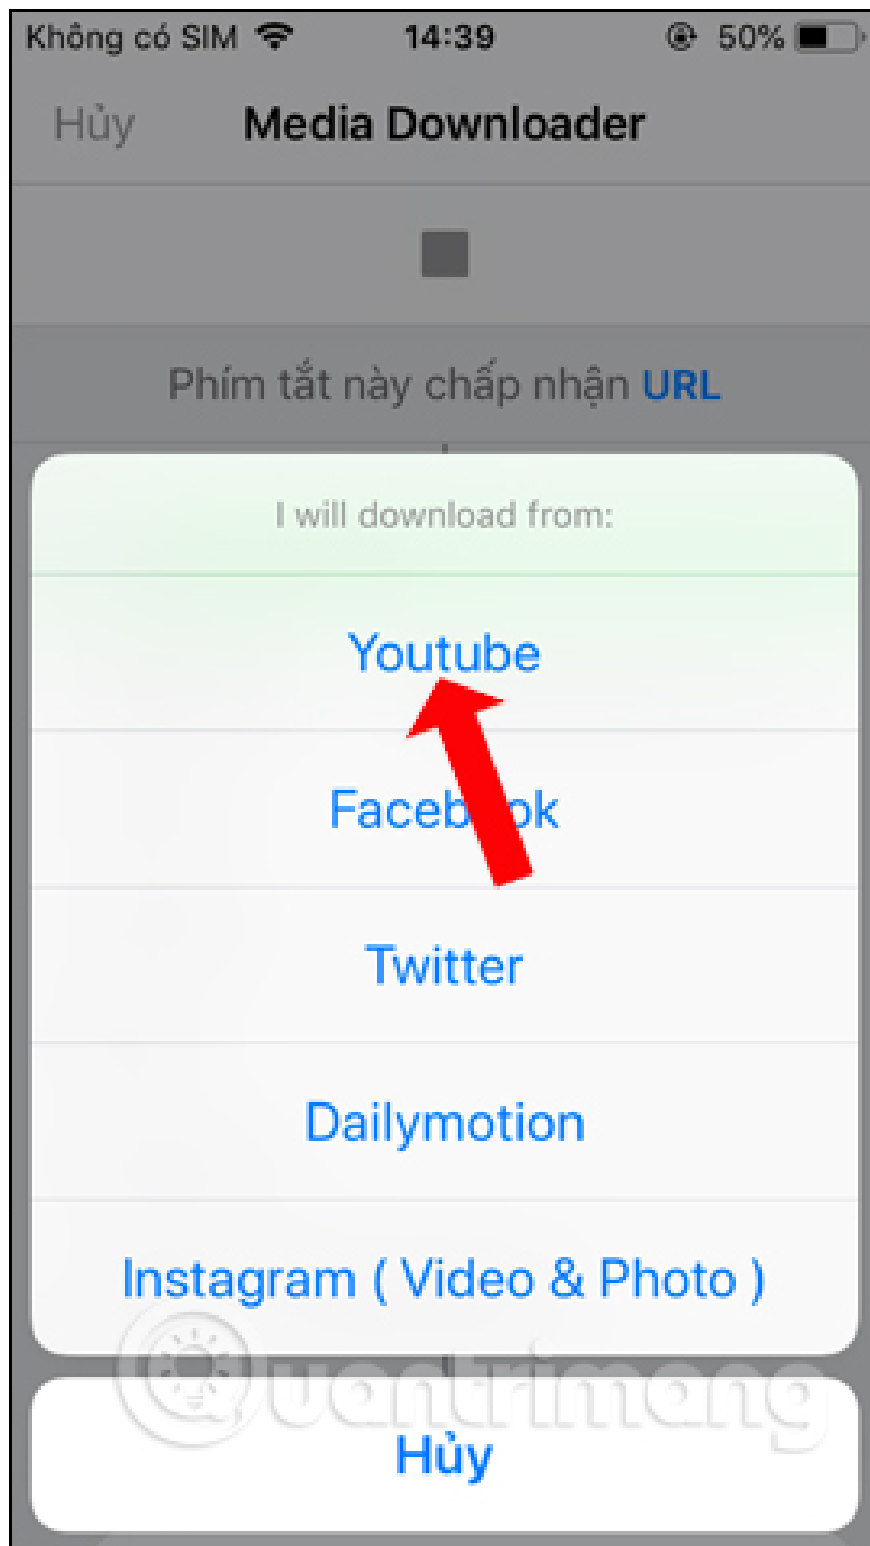 Không có SIM 14:39 50%
Hủy Media Downloader
Phím tắt này chấp nhận URL
I will download from:
Youtube
Facebook
Twitter
Dailymotion
Instagram ( Video & Photo )
Quantrimang
Hủy